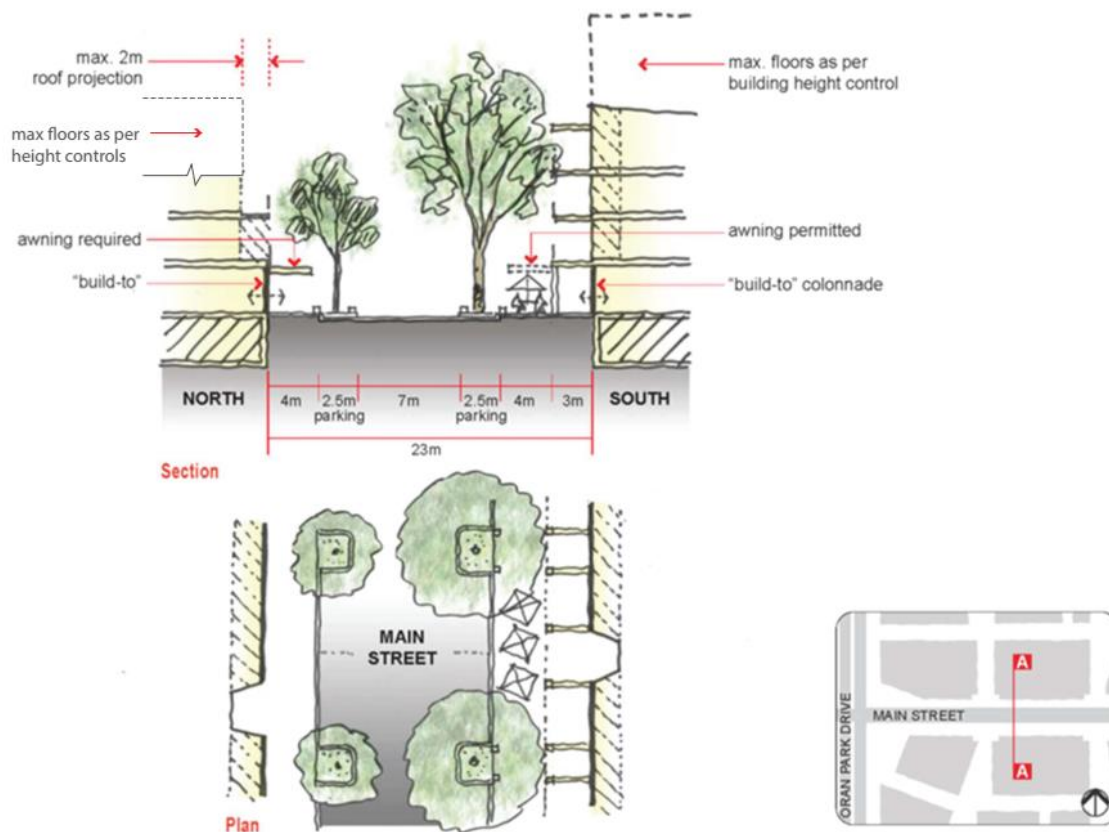 max. 2m
roof projection
max. floors as per
building height control
max floors as per
height controls
awning required
awning permitted
"build-to"
"build-to" colonnade
NORTH
4m
2.5m
parking
7m
2.5m
parking
4m
3m
SOUTH
23m
Section
MAIN
STREET
Plan
ORAN PARK DRIVE
MAIN STREET
A
A